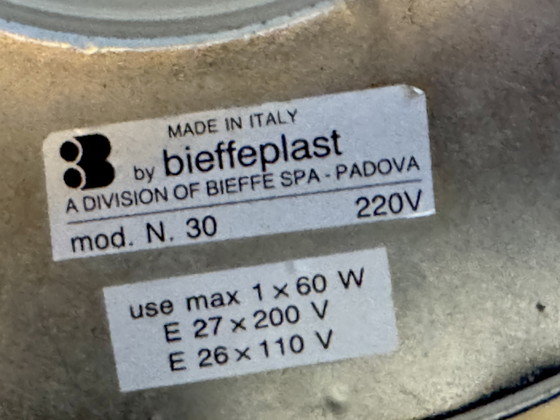 MADE IN ITALY
by bieffeplast
A DIVISION OF BIEFFE SPA - PADOVA
mod. N. 30 220V
use max 1 x 60 W
E 27 x 200 V
E 26 x 110 V